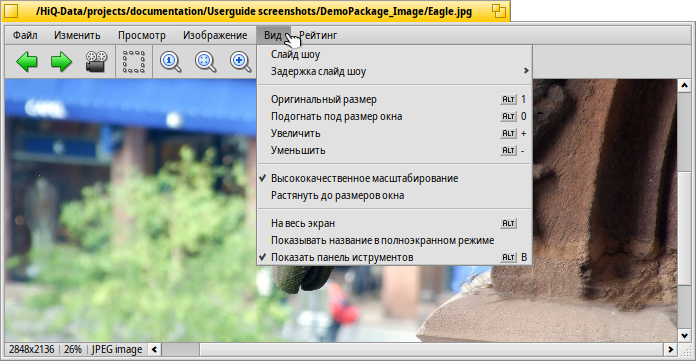 /HiQ-Data/projects/documentation/Userguide screenshots/DemoPackage_Image/Eagle.jpg
Файл Изменить Просмотр Изображение Вид Рейтинг
Слайд шоу
Задержка слайд шоу
Оригинальный размер ALT 1
Подогнать под размер окна ALT 0
Увеличить ALT +
Уменьшить ALT -
Высококачественное масштабирование
Растянуть до размеров окна
На весь экран ALT
Показывать название в полноэкранном режиме
Показать панель иструментов ALT B
2848x2136 26% JPEG image